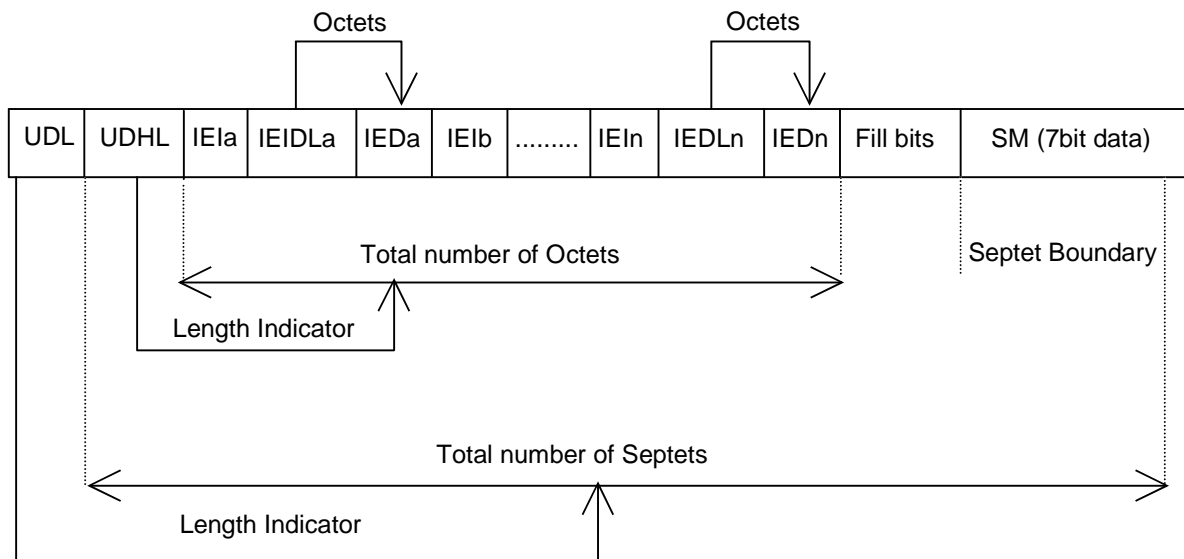 Octets Octets
UDL UDHL IEIa IEIDLa IEDa IEIb ......... IEIn IEDLn IEDn Fill bits SM (7bit data)
Total number of Octets
Septet Boundary
Length Indicator
Total number of Septets
Length Indicator